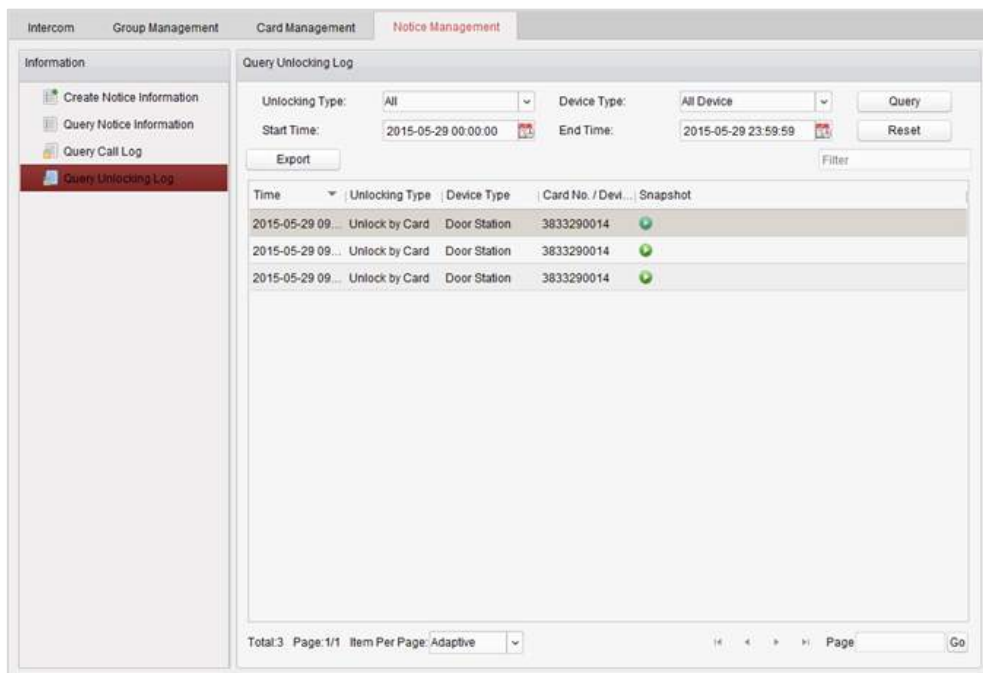 Intercom Group Management Card Management Notice Management
Information
Create Notice Information
Query Notice Information
Query Call Log
Query Unlocking Log
Query Unlocking Log
Unlocking Type: All Device Type: All Device Query
Start Time: 2015-05-29 00:00:00 End Time: 2015-05-29 23:59:59 Reset
Export Filter
Time Unlocking Type Device Type Card No. / Devi... Snapshot
2015-05-29 09... Unlock by Card Door Station 3833290014
2015-05-29 09... Unlock by Card Door Station 3833290014
2015-05-29 09... Unlock by Card Door Station 3833290014
Total:3 Page:1/1 Item Per Page: Adaptive Page Go